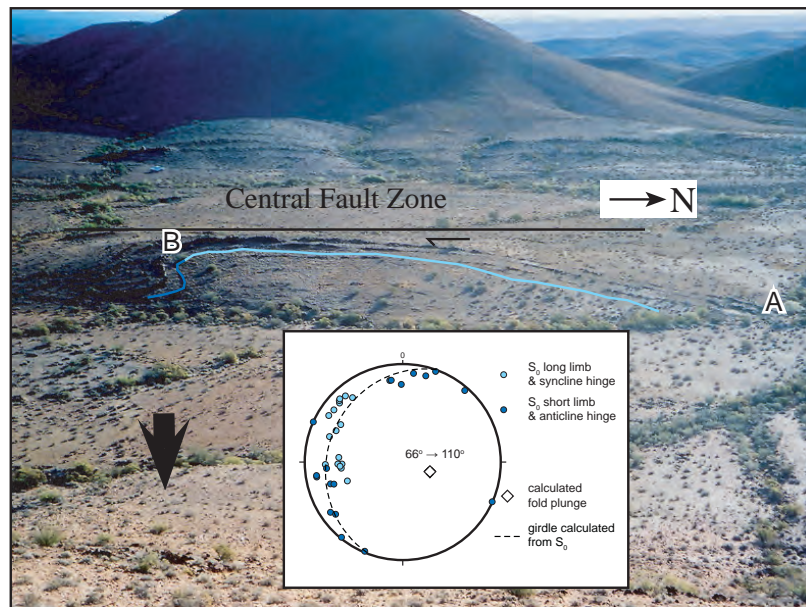 Central Fault Zone
N
B
A
0
S₀ long limb
& syncline hinge
S₀ short limb
& anticline hinge
66° → 110°
calculated
fold plunge
girdle calculated
from S₀